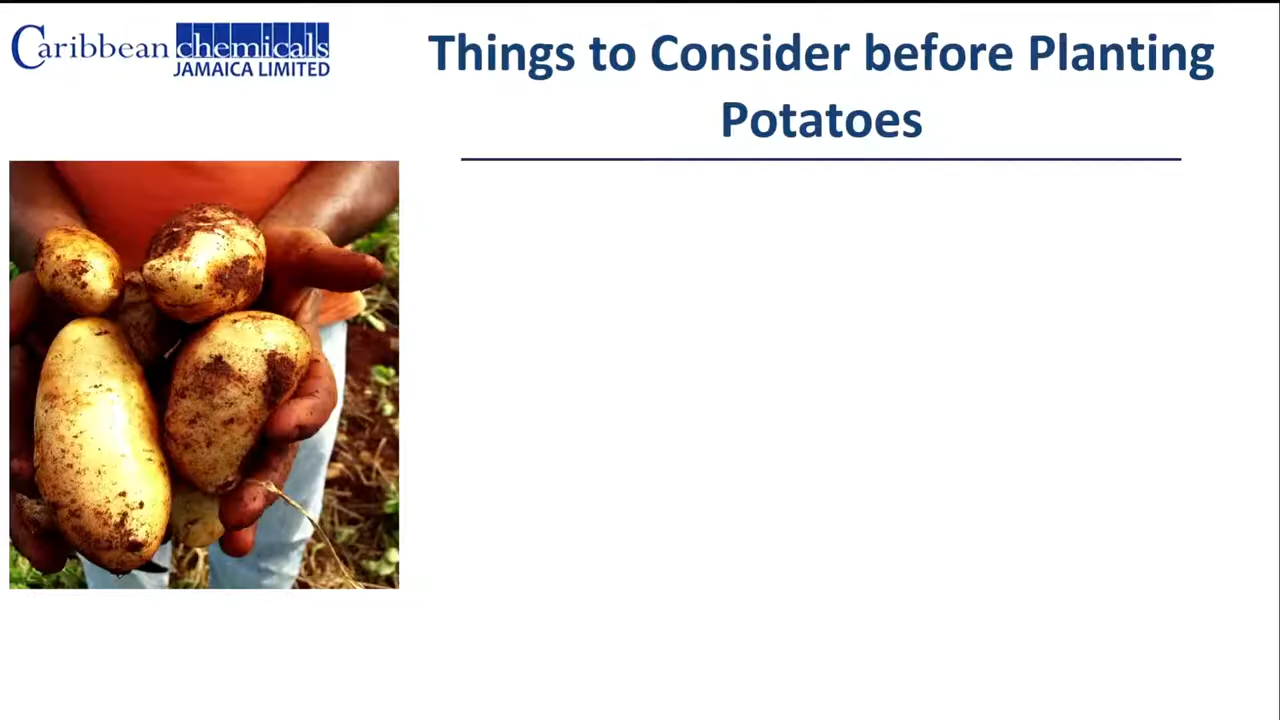 Caribbean chemicals
JAMAICA LIMITED
Things to Consider before Planting
Potatoes